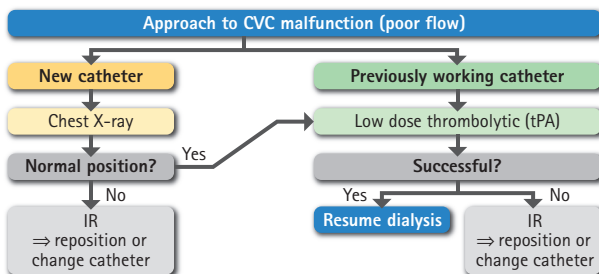 Approach to CVC malfunction (poor flow)
New catheter
Previously working catheter
Chest X-ray
Low dose thrombolytic (tPA)
Normal position?
Yes
Successful?
No
Yes
No
IR
⇒ reposition or
change catheter
Resume dialysis
IR
⇒ reposition or
change catheter